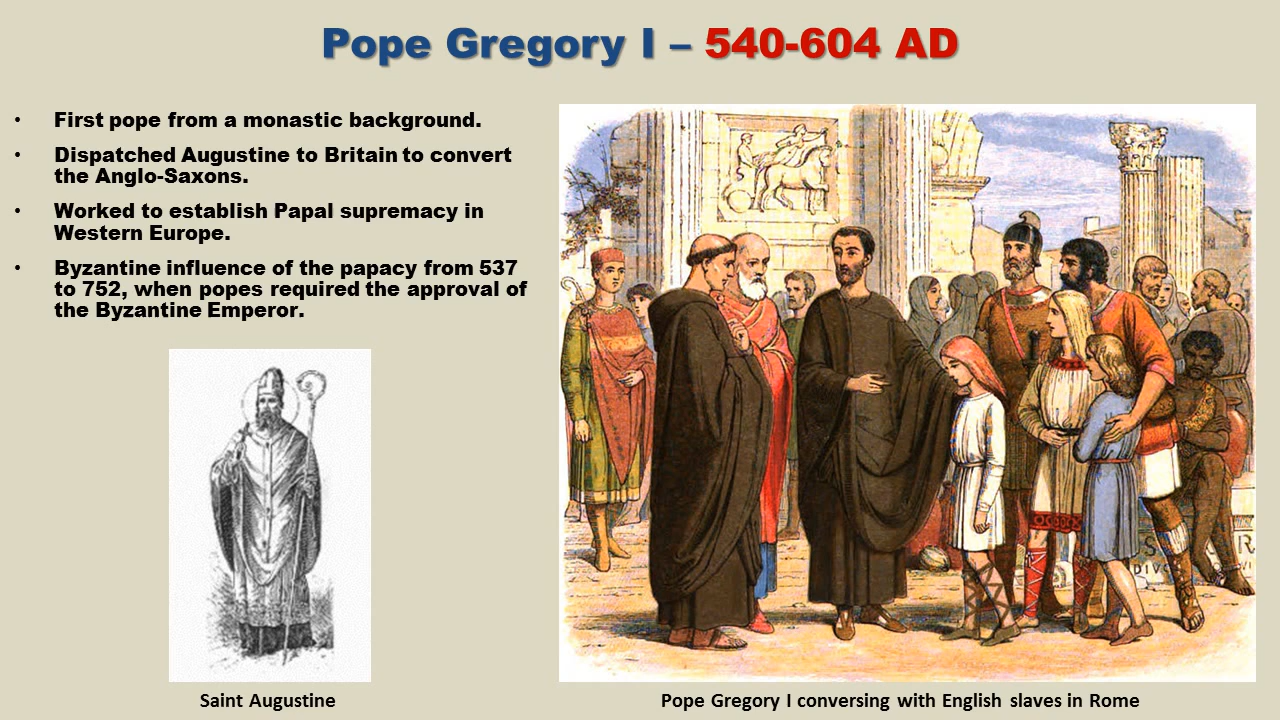 Pope Gregory I – 540-604 AD
• First pope from a monastic background.
• Dispatched Augustine to Britain to convert
the Anglo-Saxons.
• Worked to establish Papal supremacy in
Western Europe.
• Byzantine influence of the papacy from 537
to 752, when popes required the approval of
the Byzantine Emperor.
Saint Augustine
Pope Gregory I conversing with English slaves in Rome